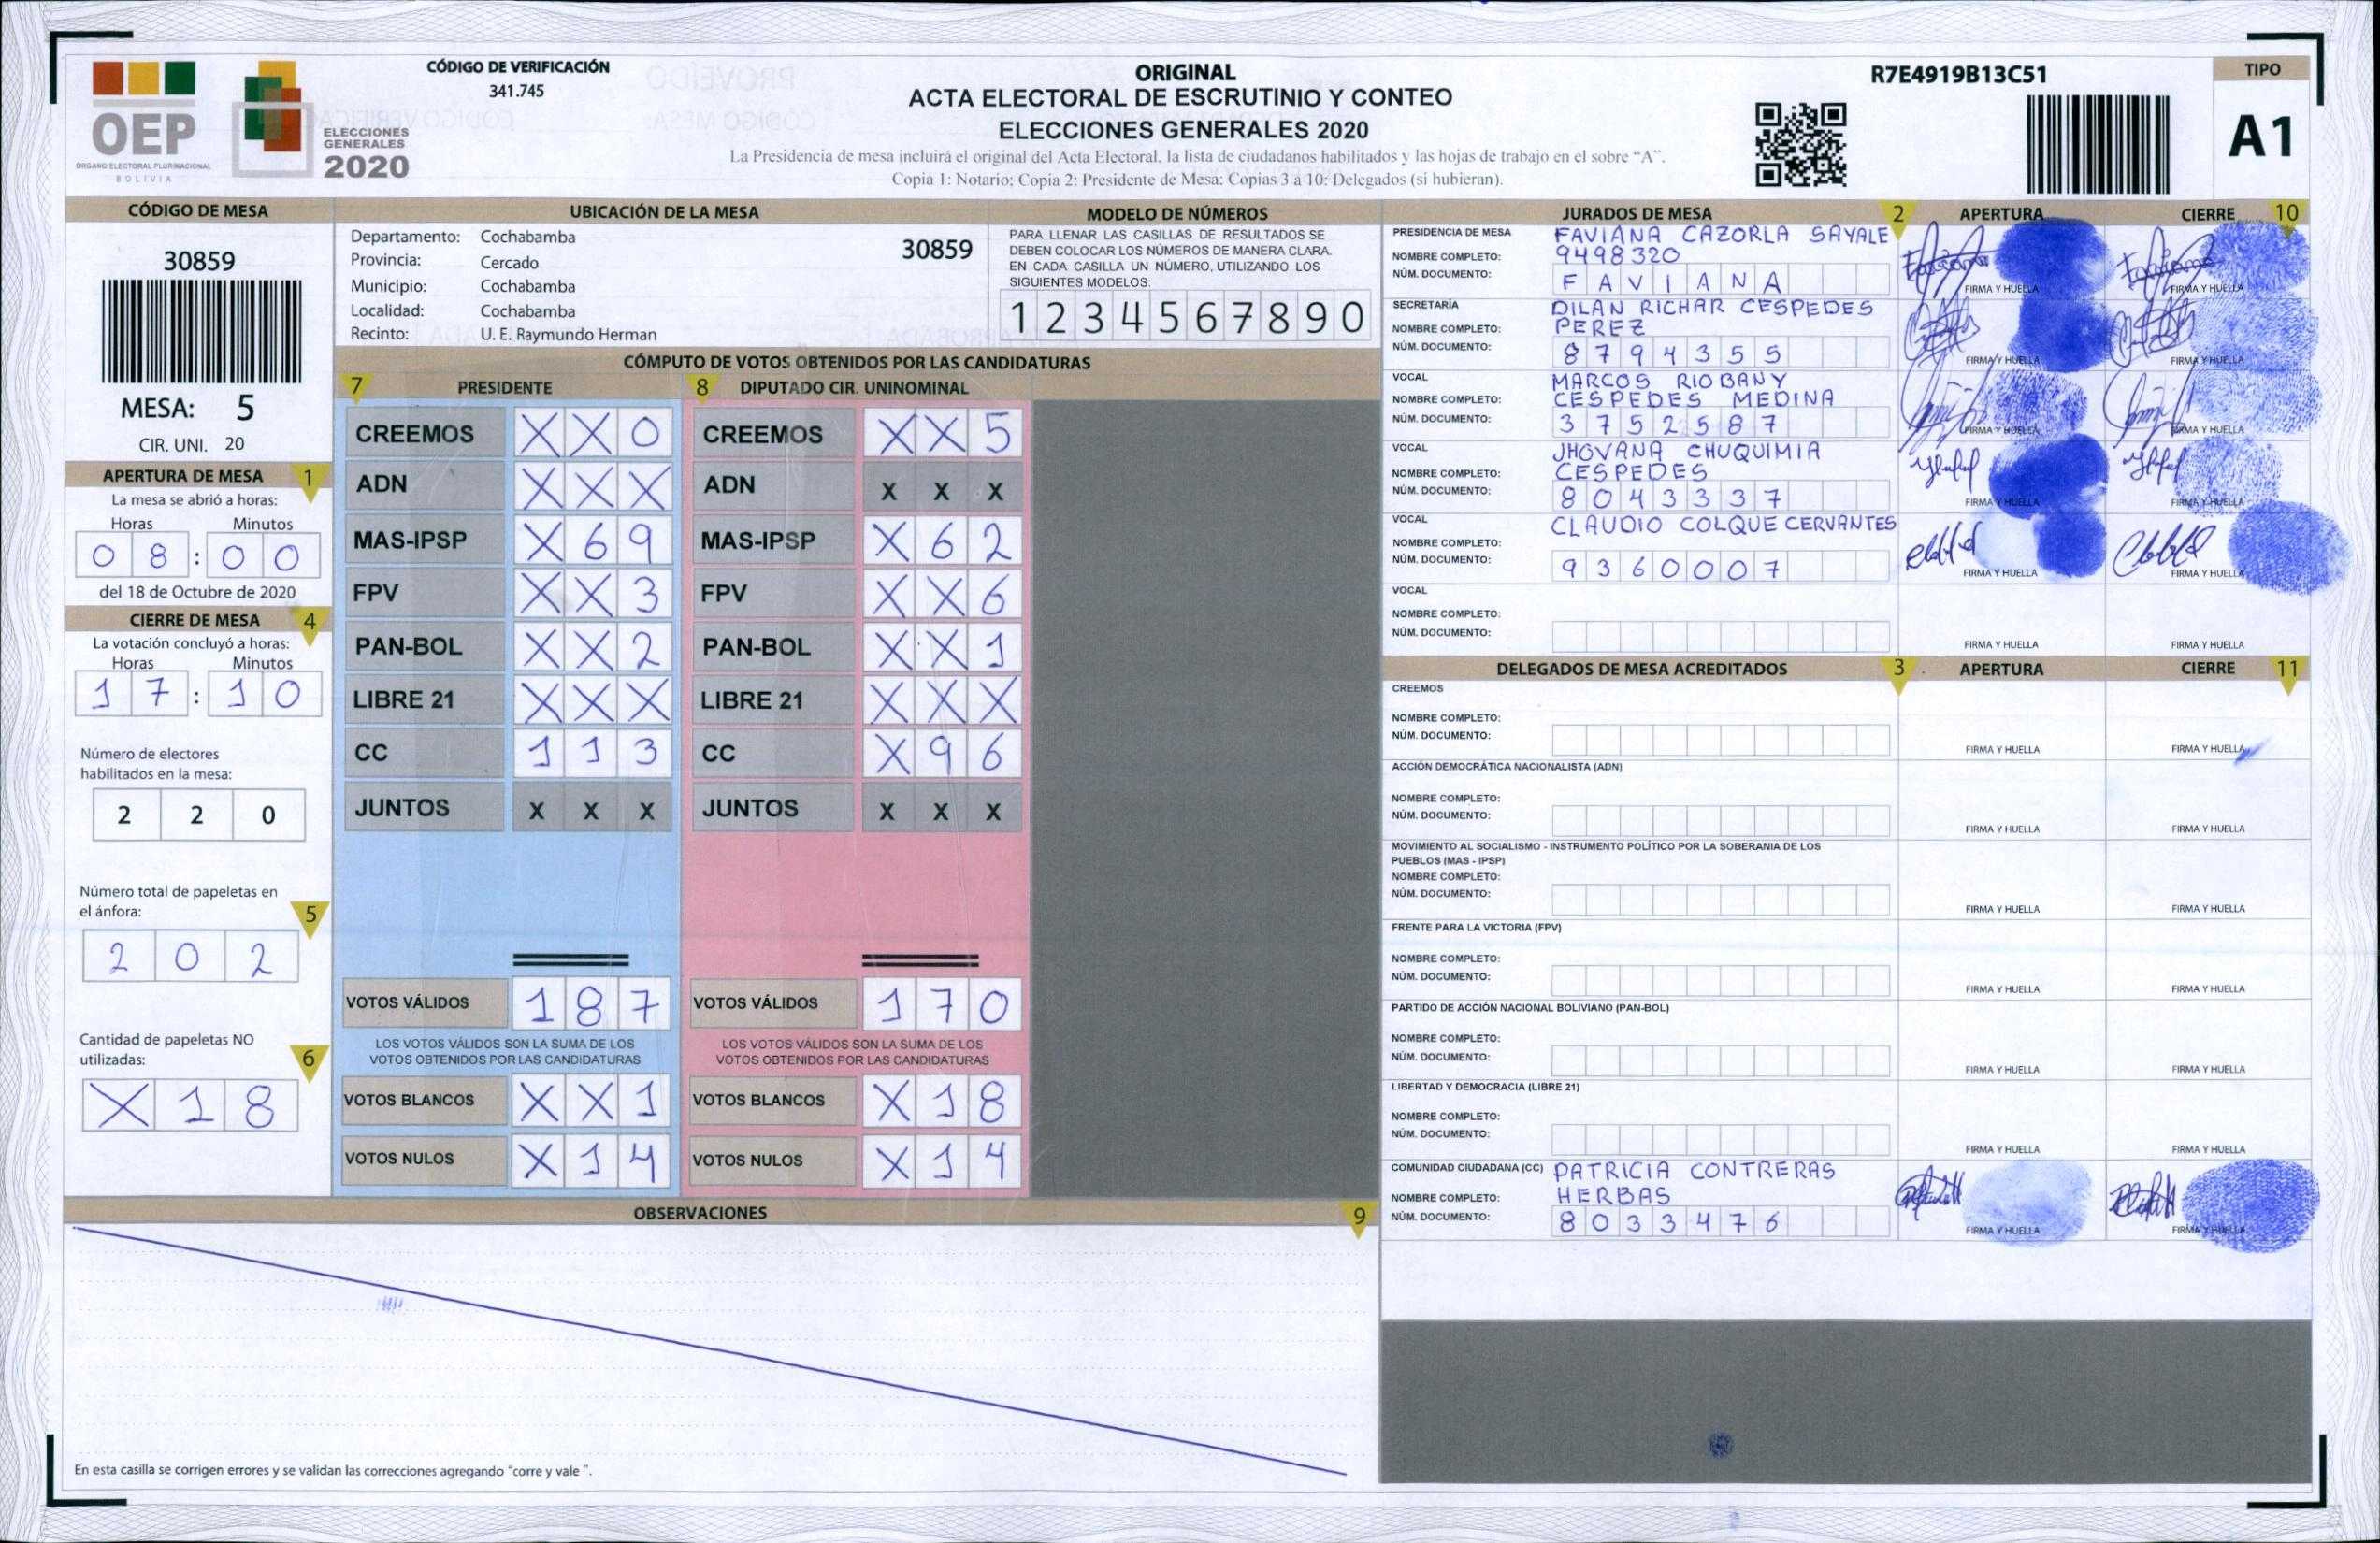 OEP
ÓRGANO ELECTORAL PLURINACIONAL
BOLIVIA
ELECCIONES
GENERALES
2020
CÓDIGO DE VERIFICACIÓN
341.745
ORIGINAL
ACTA ELECTORAL DE ESCRUTINIO Y CONTEO
ELECCIONES GENERALES 2020
La Presidencia de mesa incluirá el original del Acta Electoral, la lista de ciudadanos habilitados y las hojas de trabajo en el sobre "A".
Copia 1: Notario; Copia 2: Presidente de Mesa; Copias 3 a 10: Delegados (si hubieran).
R7E4919B13C51
TIPO
A1
CÓDIGO DE MESA
30859
MESA: 5
CIR. UNI. 20
APERTURA DE MESA 1
La mesa se abrió a horas:
Horas Minutos
0 8 : 0 0
del 18 de Octubre de 2020
CIERRE DE MESA 4
La votación concluyó a horas:
Horas Minutos
1 7 : 1 0
Número de electores
habilitados en la mesa:
2 2 0
Número total de papeletas en
el ánfora: 5
2 0 2
Cantidad de papeletas NO
utilizadas: 6
X 1 8
UBICACIÓN DE LA MESA
Departamento: Cochabamba
30859
Provincia: Cercado
Municipio: Cochabamba
Localidad: Cochabamba
Recinto: U. E. Raymundo Herman
MODELO DE NÚMEROS
PARA LLENAR LAS CASILLAS DE RESULTADOS SE
DEBEN COLOCAR LOS NÚMEROS DE MANERA CLARA.
EN CADA CASILLA UN NÚMERO, UTILIZANDO LOS
SIGUIENTES MODELOS:
1 2 3 4 5 6 7 8 9 0
CÓMPUTO DE VOTOS OBTENIDOS POR LAS CANDIDATURAS
7 PRESIDENTE
CREEMOS X X 0
ADN X X X
MAS-IPSP X 6 9
FPV X X 3
PAN-BOL X X 2
LIBRE 21 X X X
CC 1 1 3
JUNTOS X X X
VOTOS VÁLIDOS 1 8 7
LOS VOTOS VÁLIDOS SON LA SUMA DE LOS
VOTOS OBTENIDOS POR LAS CANDIDATURAS
VOTOS BLANCOS X X 1
VOTOS NULOS X 1 4
8 DIPUTADO CIR. UNINOMINAL
CREEMOS X X 5
ADN X X X
MAS-IPSP X 6 2
FPV X X 6
PAN-BOL X X 1
LIBRE 21 X X X
CC X 9 6
JUNTOS X X X
VOTOS VÁLIDOS 1 7 0
LOS VOTOS VÁLIDOS SON LA SUMA DE LOS
VOTOS OBTENIDOS POR LAS CANDIDATURAS
VOTOS BLANCOS X 1 8
VOTOS NULOS X 1 4
OBSERVACIONES 9
En esta casilla se corrigen errores y se validan las correcciones agregando "corre y vale ".
JURADOS DE MESA 2 APERTURA CIERRE 10
PRESIDENCIA DE MESA FAVIANA CAZORLA SAYALE
NOMBRE COMPLETO: 9498320
NÚM. DOCUMENTO: F A V I A N A
FIRMA Y HUELLA FIRMA Y HUELLA
SECRETARÍA DILAN RICHAR CESPEDES
NOMBRE COMPLETO: PEREZ
NÚM. DOCUMENTO: 8 7 9 4 3 5 5
FIRMA Y HUELLA FIRMA Y HUELLA
VOCAL MARCOS RIOBANY
NOMBRE COMPLETO: CESPEDES MEDINA
NÚM. DOCUMENTO: 3 7 5 2 5 8 7
FIRMA Y HUELLA FIRMA Y HUELLA
VOCAL JHOVANA CHUQUIMIA
NOMBRE COMPLETO: CESPEDES
NÚM. DOCUMENTO: 8 0 4 3 3 3 7
FIRMA Y HUELLA FIRMA Y HUELLA
VOCAL CLAUDIO COLQUE CERVANTES
NOMBRE COMPLETO:
NÚM. DOCUMENTO: 9 3 6 0 0 0 7
FIRMA Y HUELLA FIRMA Y HUELLA
VOCAL
NOMBRE COMPLETO:
NÚM. DOCUMENTO:
FIRMA Y HUELLA FIRMA Y HUELLA
DELEGADOS DE MESA ACREDITADOS 3 APERTURA CIERRE 11
CREEMOS
NOMBRE COMPLETO:
NÚM. DOCUMENTO:
FIRMA Y HUELLA FIRMA Y HUELLA
ACCIÓN DEMOCRÁTICA NACIONALISTA (ADN)
NOMBRE COMPLETO:
NÚM. DOCUMENTO:
FIRMA Y HUELLA FIRMA Y HUELLA
MOVIMIENTO AL SOCIALISMO - INSTRUMENTO POLÍTICO POR LA SOBERANIA DE LOS
PUEBLOS (MAS - IPSP)
NOMBRE COMPLETO:
NÚM. DOCUMENTO:
FIRMA Y HUELLA FIRMA Y HUELLA
FRENTE PARA LA VICTORIA (FPV)
NOMBRE COMPLETO:
NÚM. DOCUMENTO:
FIRMA Y HUELLA FIRMA Y HUELLA
PARTIDO DE ACCIÓN NACIONAL BOLIVIANO (PAN-BOL)
NOMBRE COMPLETO:
NÚM. DOCUMENTO:
FIRMA Y HUELLA FIRMA Y HUELLA
LIBERTAD Y DEMOCRACIA (LIBRE 21)
NOMBRE COMPLETO:
NÚM. DOCUMENTO:
FIRMA Y HUELLA FIRMA Y HUELLA
COMUNIDAD CIUDADANA (CC) PATRICIA CONTRERAS
NOMBRE COMPLETO: HERBAS
NÚM. DOCUMENTO: 8 0 3 3 4 7 6
FIRMA Y HUELLA FIRMA Y HUELLA